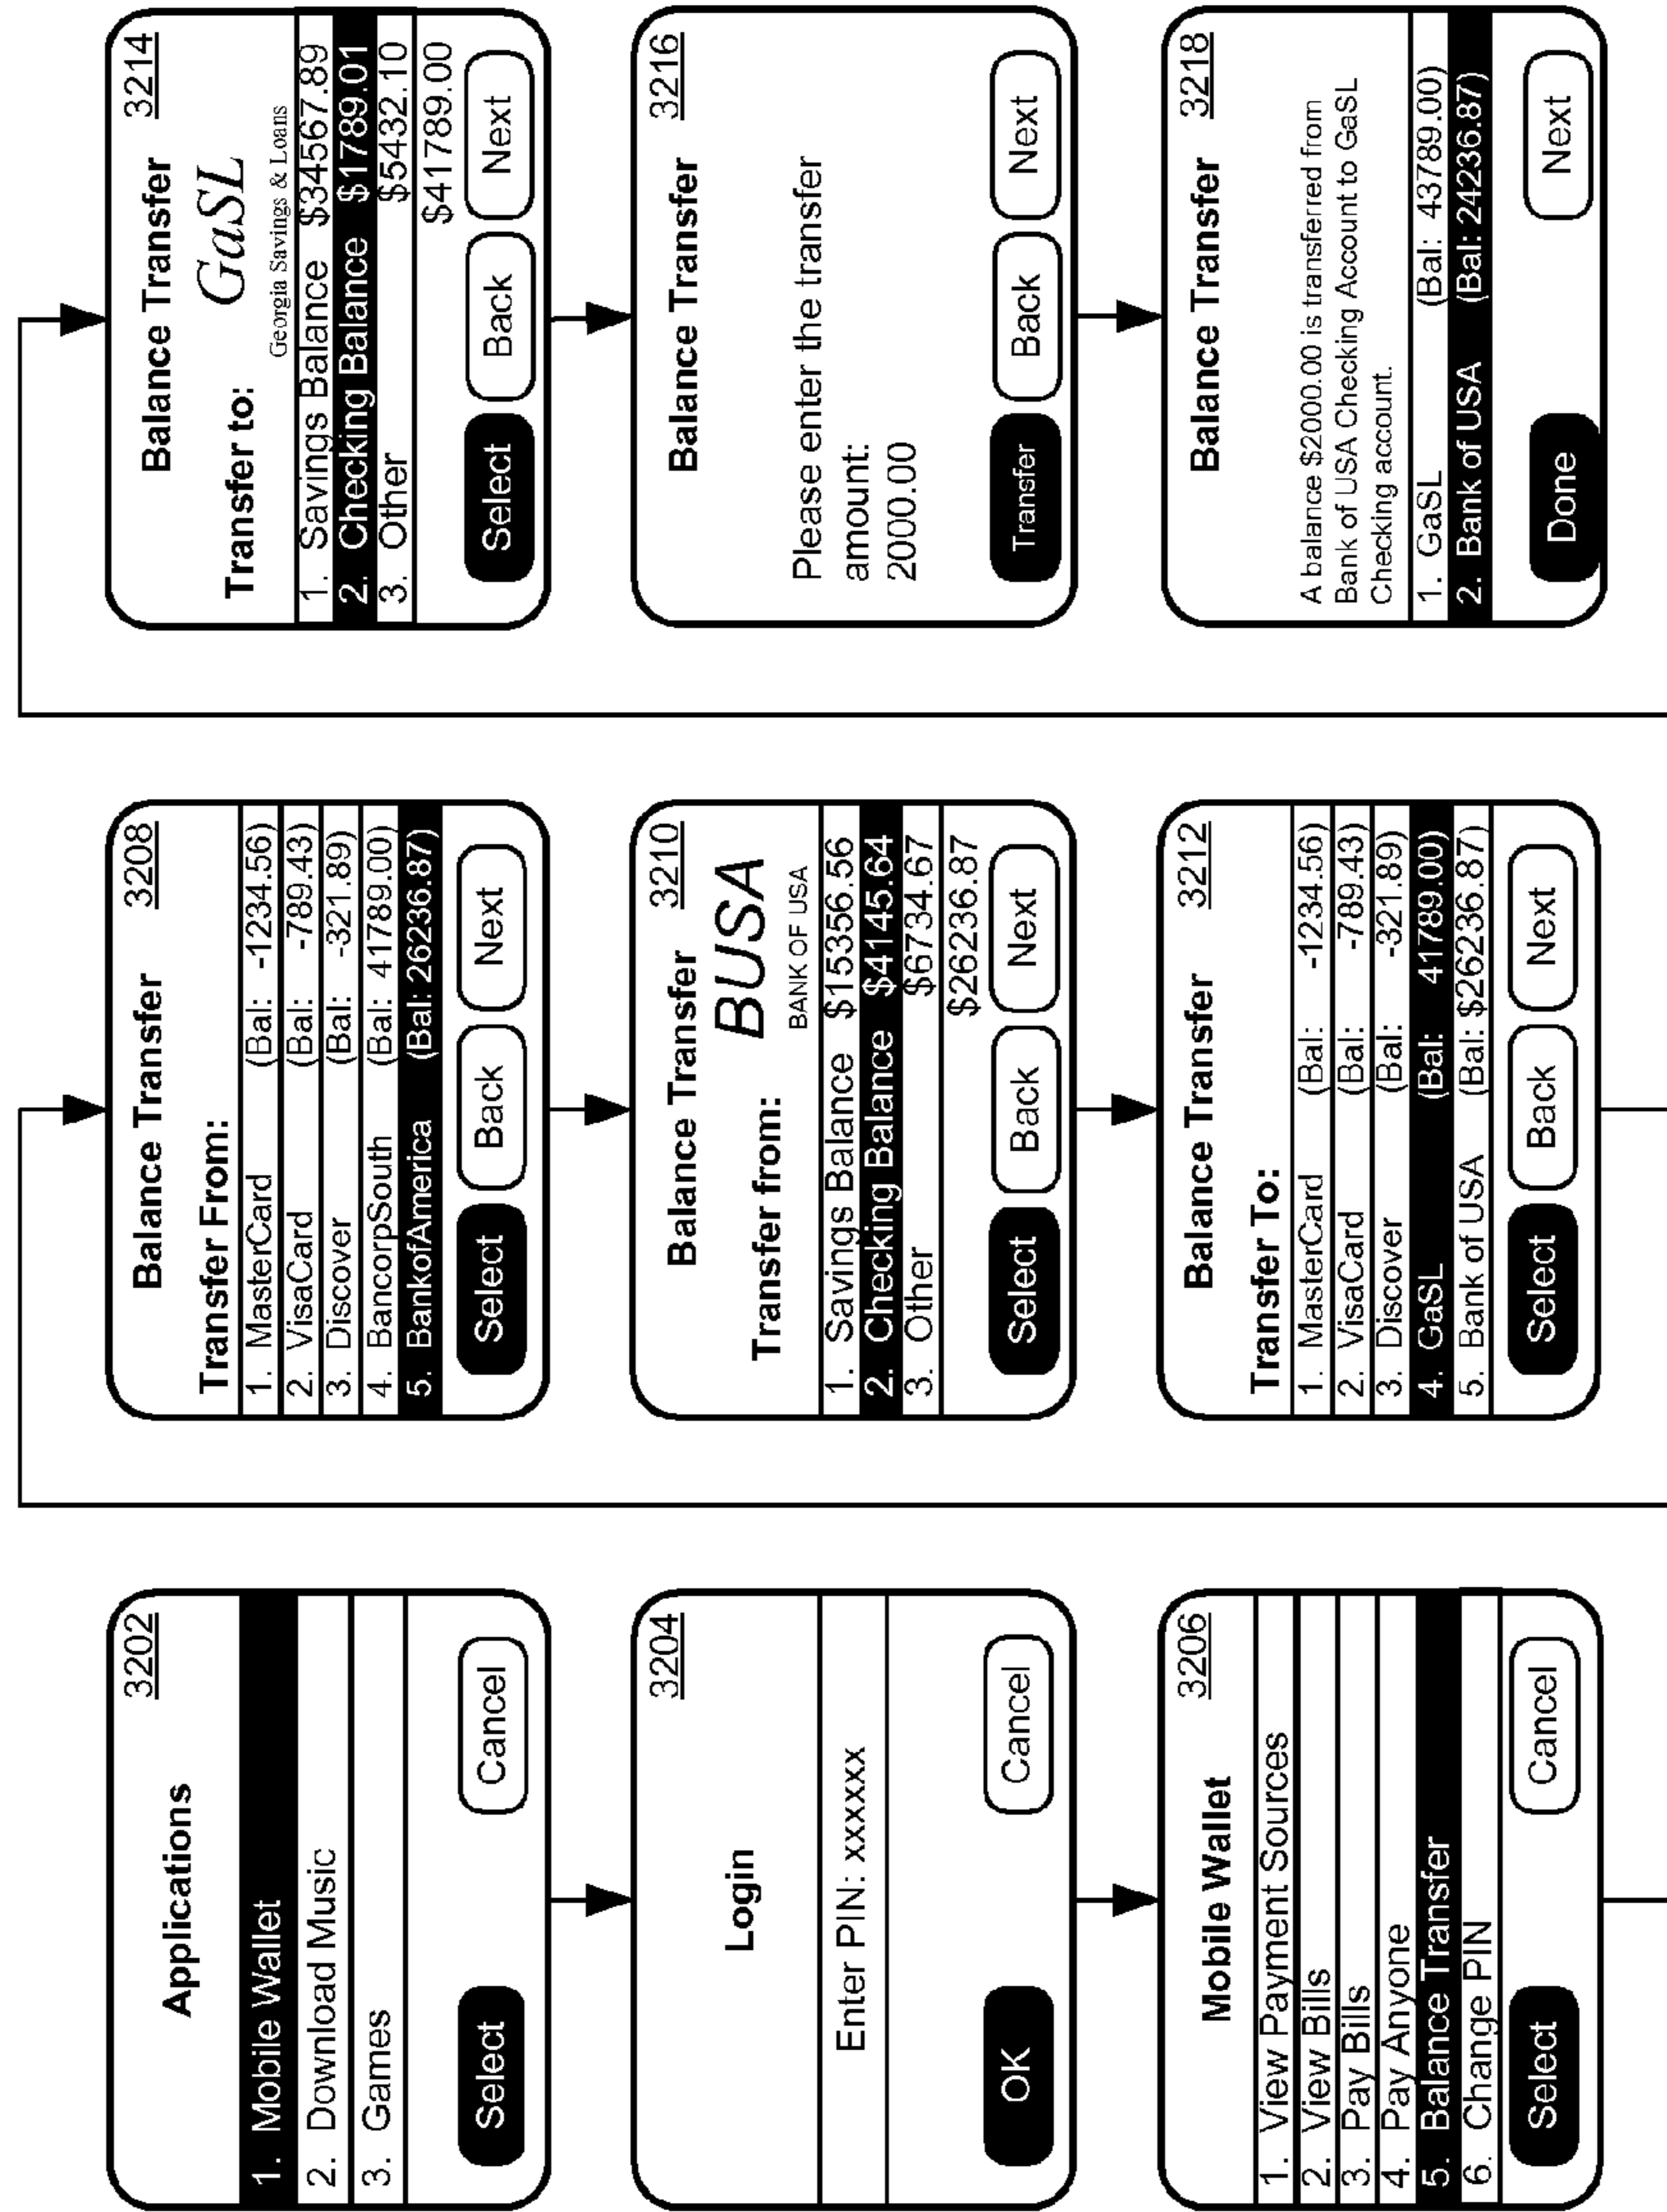 3202
Applications
1. Mobile Wallet
2. Download Music
3. Games
Select Cancel
3204
Login
Enter PIN: xxxxxx
OK Cancel
3206
Mobile Wallet
1. View Payment Sources
2. View Bills
3. Pay Bills
4. Pay Anyone
5. Balance Transfer
6. Change PIN
Select Cancel
Balance Transfer 3208
Transfer From:
1. MasterCard (Bal: -1234.56)
2. VisaCard (Bal: -789.43)
3. Discover (Bal: -321.89)
4. BancorpSouth (Bal: 41789.00)
5. BankofAmerica (Bal: 26236.87)
Select Back Next
Balance Transfer 3210
BUSA
Transfer from:
BANK OF USA
1. Savings Balance $15356.56
2. Checking Balance $4145.64
3. Other $6734.67
$26236.87
Select Back Next
Balance Transfer 3212
Transfer To:
1. MasterCard (Bal: -1234.56)
2. VisaCard (Bal: -789.43)
3. Discover (Bal: -321.89)
4. GaSL (Bal: 41789.00)
5. Bank of USA (Bal: $26236.87)
Select Back Next
Balance Transfer 3214
GaSL
Transfer to:
Georgia Savings & Loans
1. Savings Balance $34567.89
2. Checking Balance $1789.01
3. Other $5432.10
$41789.00
Select Back Next
Balance Transfer 3216
Please enter the transfer
amount:
2000.00
Transfer Back Next
Balance Transfer 3218
A balance $2000.00 is transferred from
Bank of USA Checking Account to GaSL
Checking account.
1. GaSL (Bal: 43789.00)
2. Bank of USA (Bal: 24236.87)
Done Next